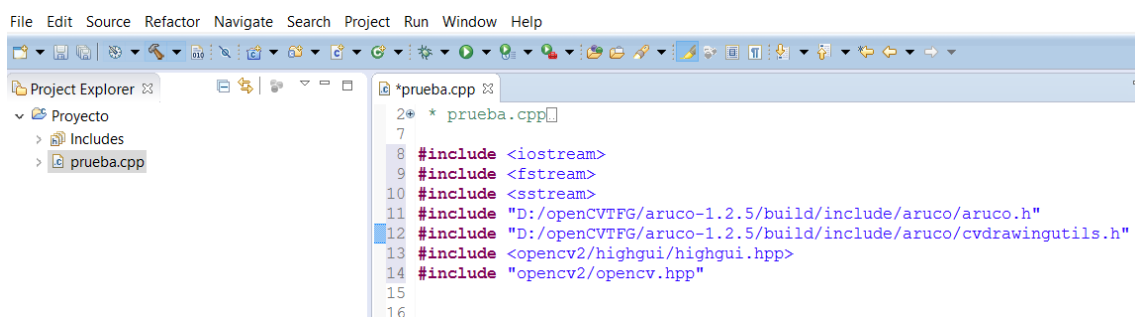 File Edit Source Refactor Navigate Search Project Run Window Help
Project Explorer
Proyecto
Includes
prueba.cpp
*prueba.cpp
2 * prueba.cpp
7
8 #include <iostream>
9 #include <fstream>
10 #include <sstream>
11 #include "D:/openCVTFG/aruco-1.2.5/build/include/aruco/aruco.h"
12 #include "D:/openCVTFG/aruco-1.2.5/build/include/aruco/cvdrawingutils.h"
13 #include <opencv2/highgui/highgui.hpp>
14 #include "opencv2/opencv.hpp"
15
16